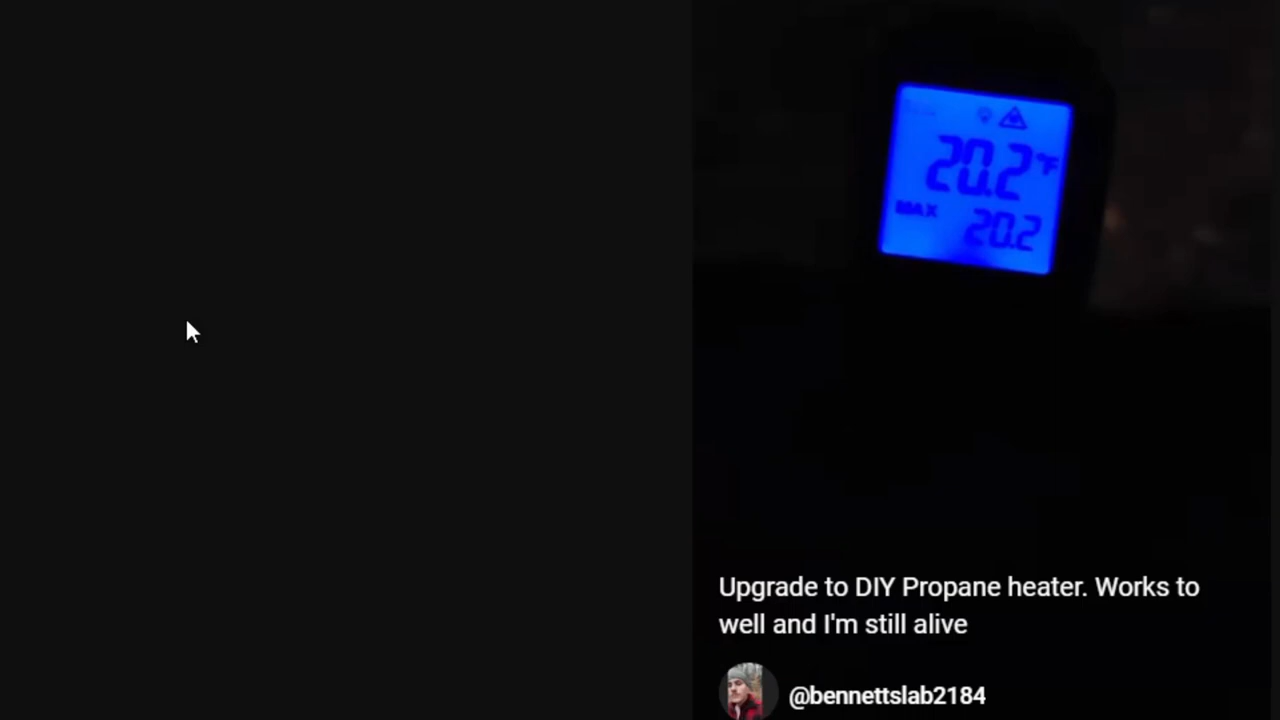 20.2 °F
MAX 20.2
Upgrade to DIY Propane heater. Works to
well and I'm still alive
@bennettslab2184